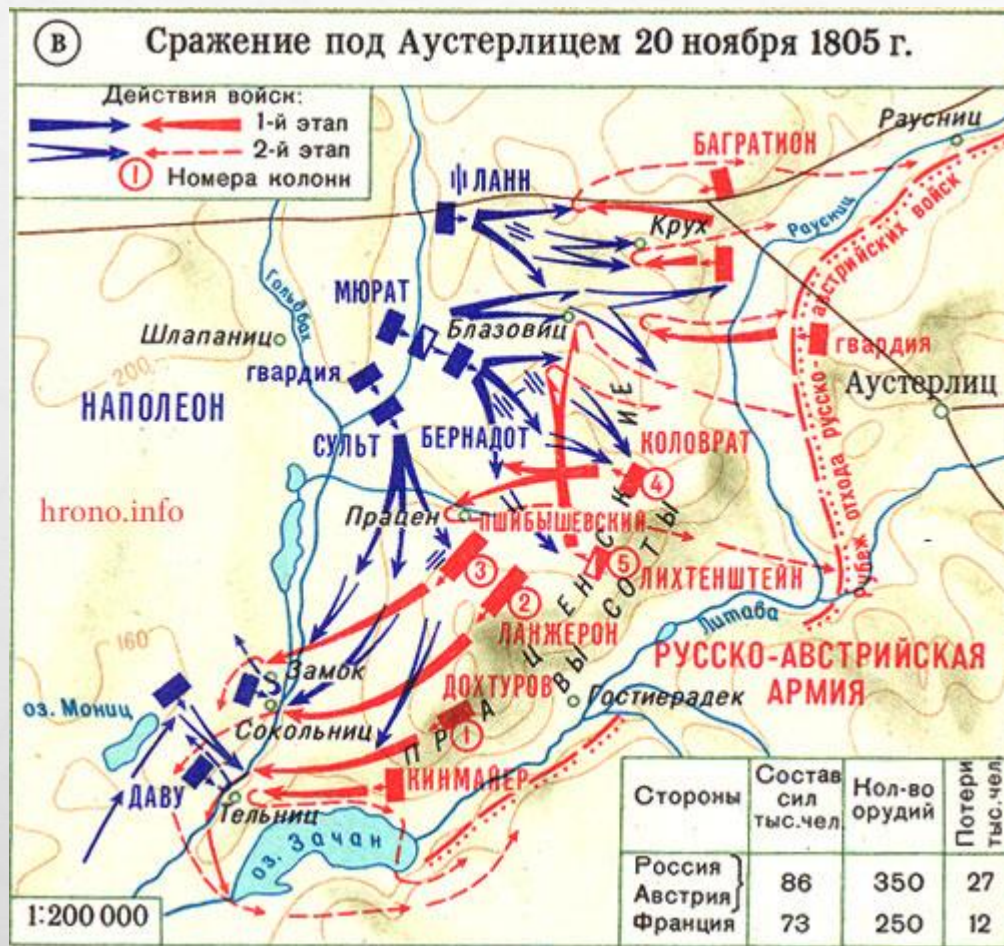 В
Сражение под Аустерлицем 20 ноября 1805 г.
Действия войск:
1-й этап
2-й этап
1 Номера колонн
Раусниц
БАГРАТИОН
ЛАНН
Раусниц
Крух
МЮРАТ
Гольдбах
Шлапаниц
Блазовиц
гвардия
гвардия
Рубеж отхода русско-австрийских войск
Аустерлиц
НАПОЛЕОН
СУЛЬТ
БЕРНАДОТ
КОЛОВРАТ
4
200
hrono.info
Працен
ПШИБЫШЕВСКИЙ
3
5
ЛИХТЕНШТЕЙН
2
ЛАНЖЕРОН
ПРАЦЕНСКИЕ ВЫСОТЫ
Литава
160
Замок
РУССКО-АВСТРИЙСКАЯ
АРМИЯ
ДОХТУРОВ
Гостиерадек
оз. Мониц
Сокольниц
1
КИНМАЙЕР
ДАВУ
Тельниц
оз. Зачан
1:200 000
Стороны
Состав сил тыс.чел.
Кол-во орудий
Потери тыс.чел.
Россия
Австрия
86
350
27
Франция
73
250
12